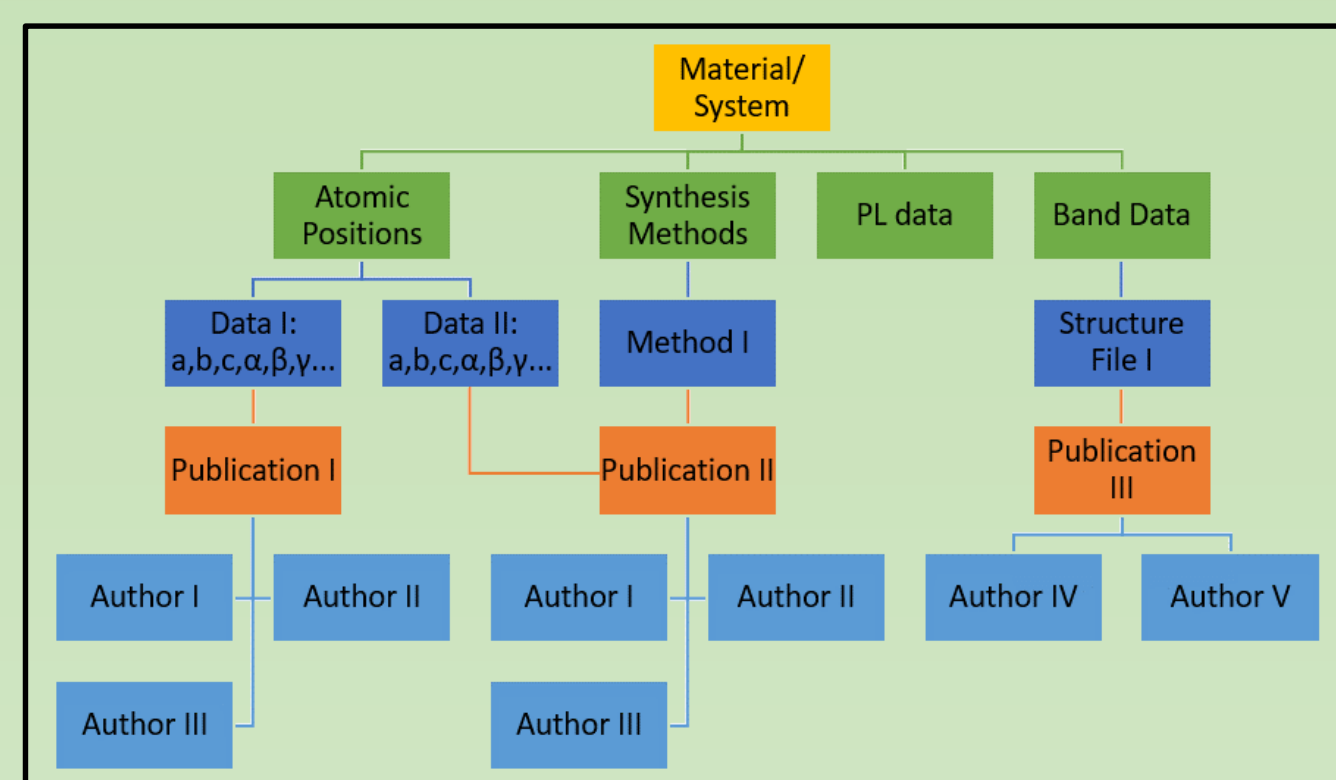 Material/
System
Atomic
Positions
Synthesis
Methods
PL data
Band Data
Data I:
a,b,c,α,β,γ...
Data II:
a,b,c,α,β,γ...
Method I
Structure
File I
Publication I
Publication II
Publication
III
Author I
Author II
Author I
Author II
Author IV
Author V
Author III
Author III